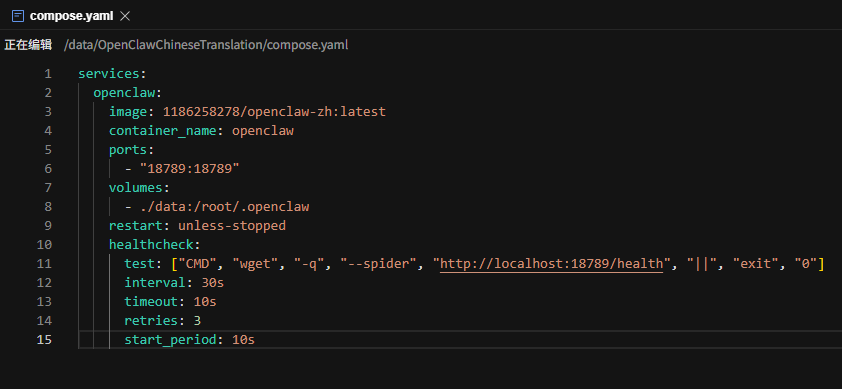 compose.yaml
正在编辑 /data/OpenClawChineseTranslation/compose.yaml
1 services:
2 openclaw:
3 image: 1186258278/openclaw-zh:latest
4 container_name: openclaw
5 ports:
6 - "18789:18789"
7 volumes:
8 - ./data:/root/.openclaw
9 restart: unless-stopped
10 healthcheck:
11 test: ["CMD", "wget", "-q", "--spider", "http://localhost:18789/health", "||", "exit", "0"]
12 interval: 30s
13 timeout: 10s
14 retries: 3
15 start_period: 10s